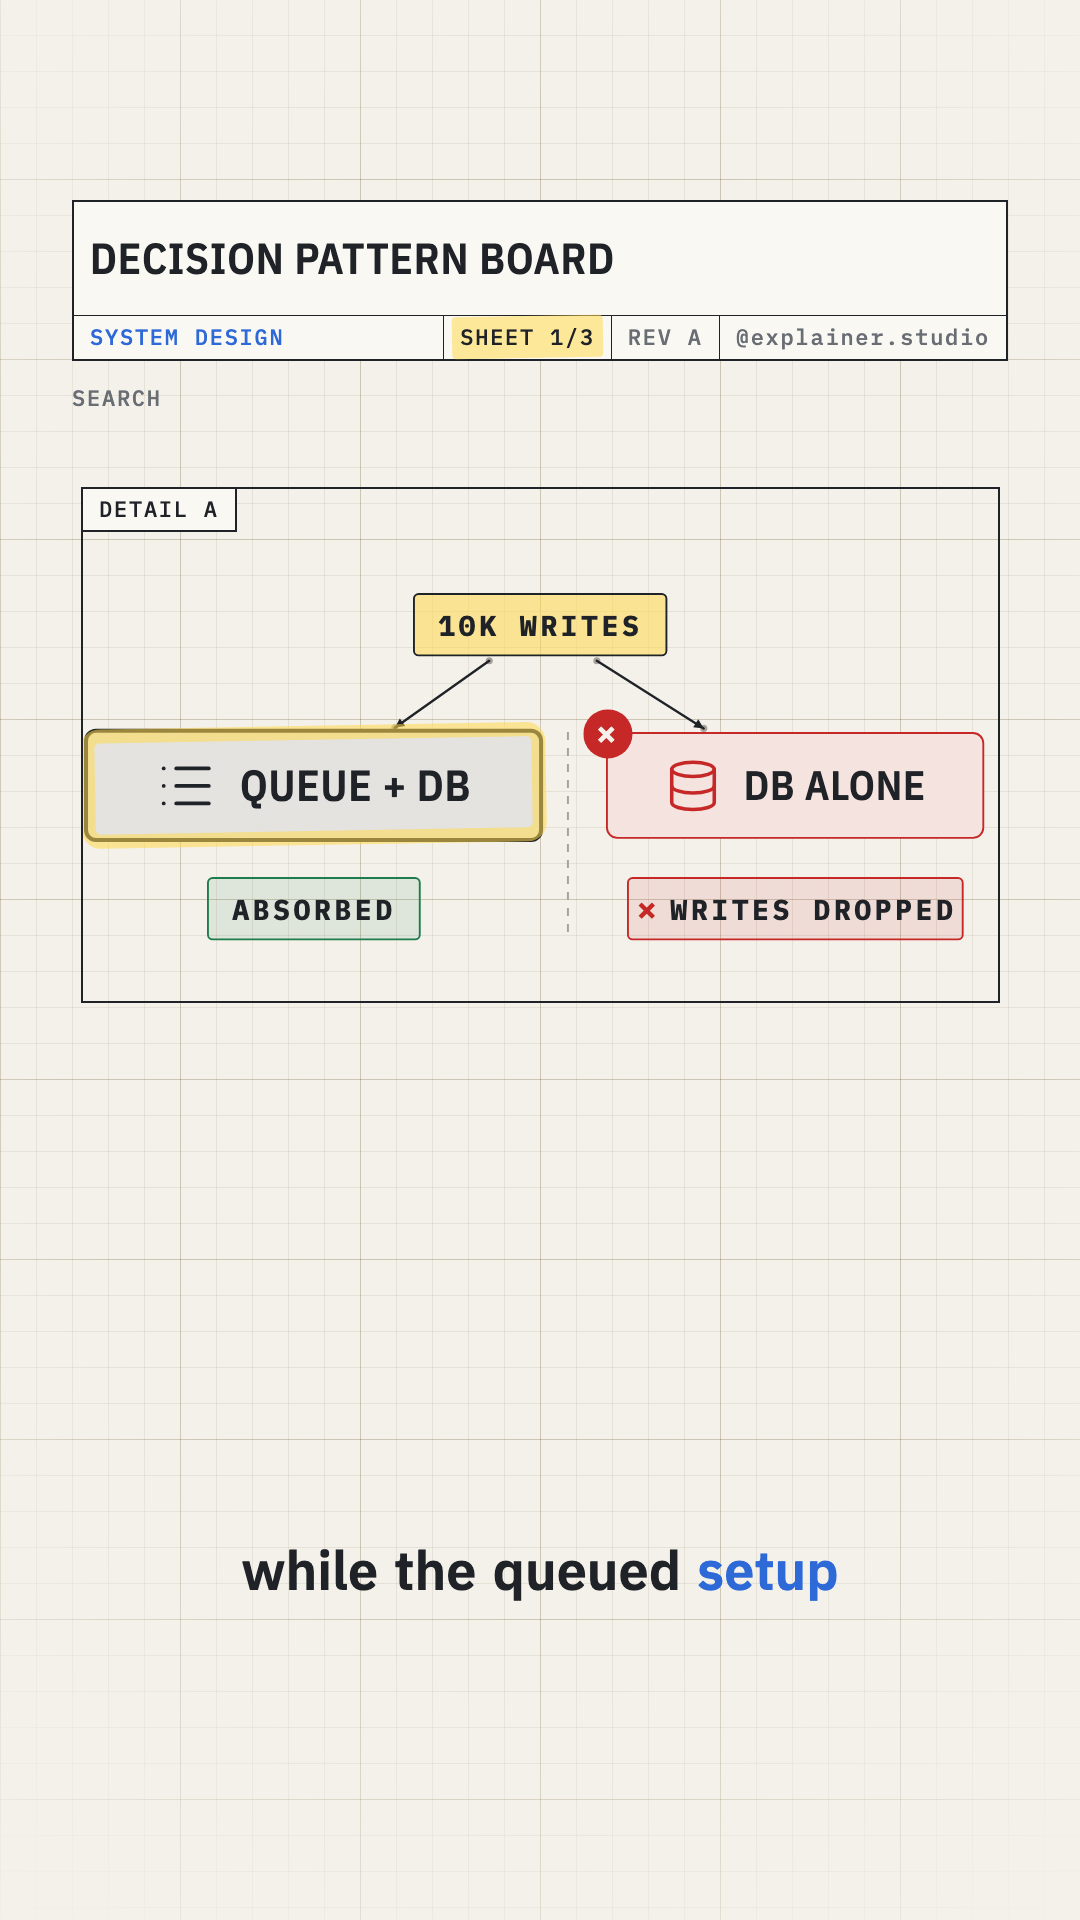 DECISION PATTERN BOARD
SYSTEM DESIGN
SHEET 1/3
REV A
@explainer.studio
SEARCH
DETAIL A
10K WRITES
QUEUE + DB
DB ALONE
ABSORBED
× WRITES DROPPED
while the queued setup